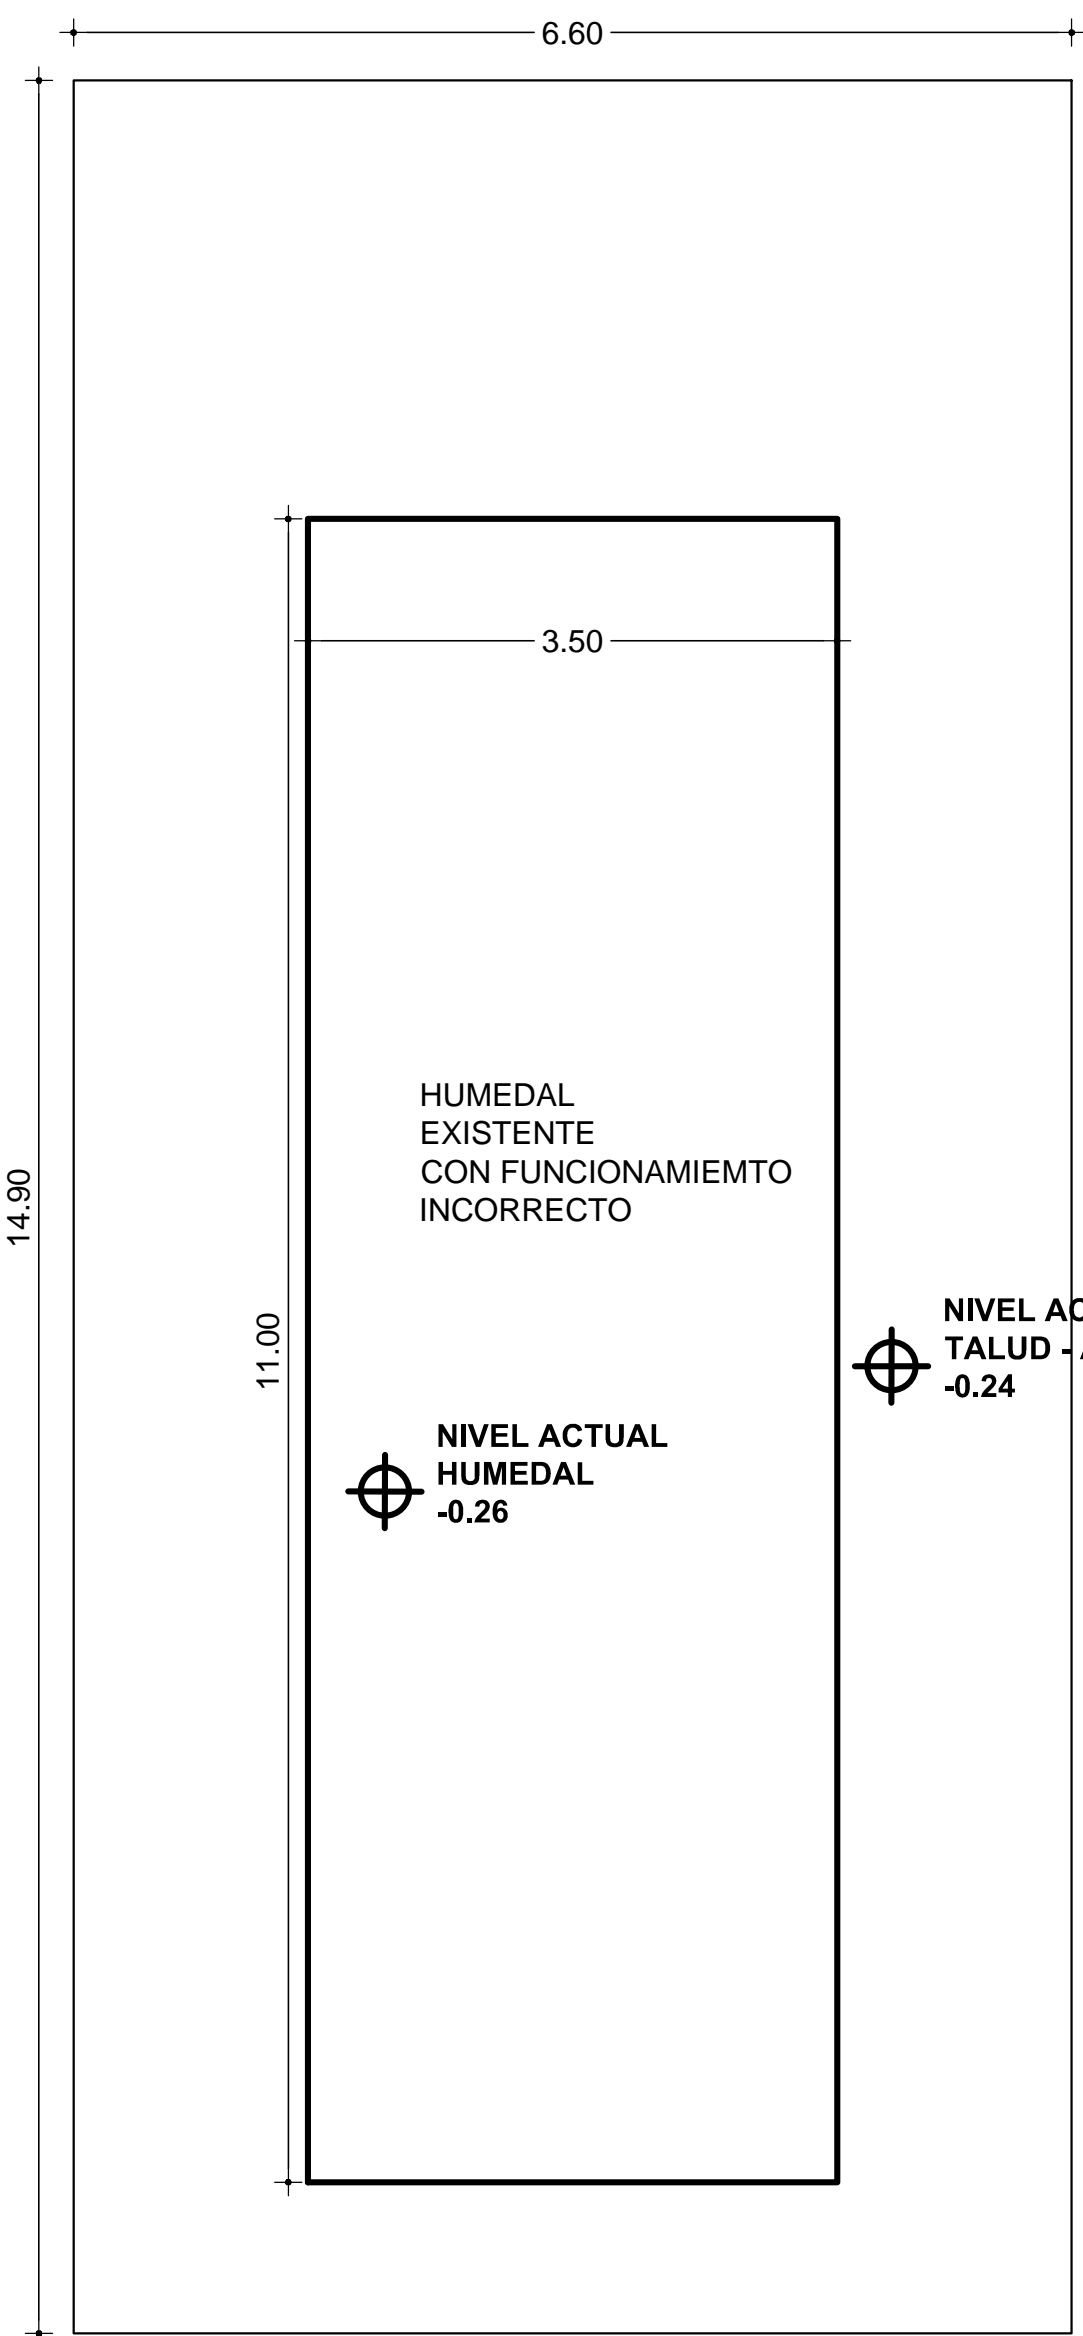 6.60
3.50
HUMEDAL
EXISTENTE
CON FUNCIONAMIEMTO
INCORRECTO
14.90
11.00
NIVEL
TALUD -
-0.24
NIVEL ACTUAL
HUMEDAL
-0.26